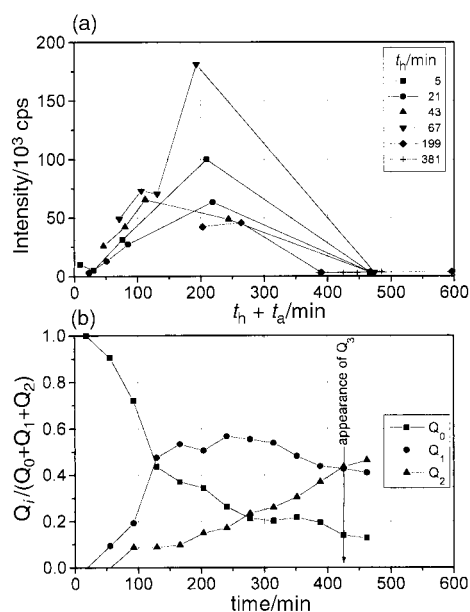 (a)
200
150
100
50
0
Intensity/10³ cps
t_h/min
5
21
43
67
199
381
0 100 200 300 400 500 600
t_h + t_a/min
(b)
1.0
0.8
0.6
0.4
0.2
0.0
Q_i/(Q_0+Q_1+Q_2)
appearance of Q_3
Q_0
Q_1
Q_2
0 100 200 300 400 500 600
time/min